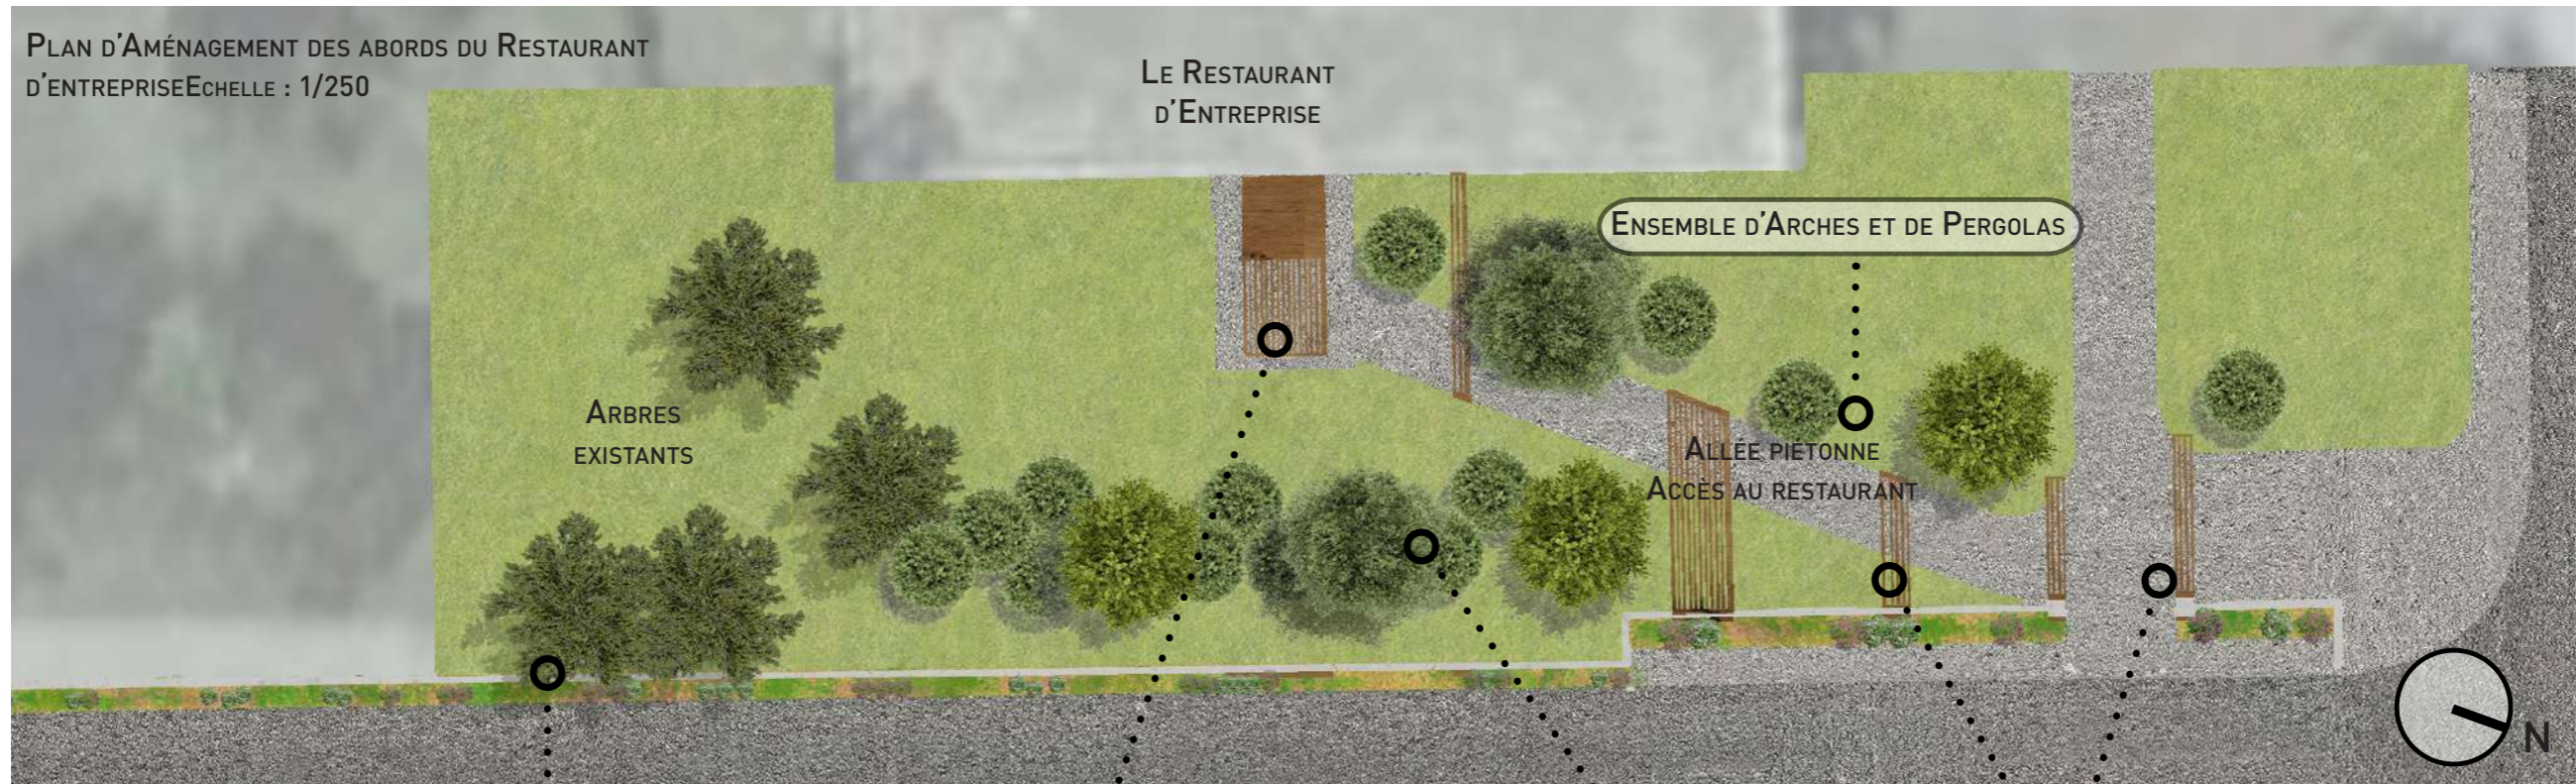 Plan d'Aménagement des abords du Restaurant
d'entrepriseEchelle : 1/250
Le Restaurant
d'Entreprise
Ensemble d'Arches et de Pergolas
Arbres
existants
Allée piétonne
Accès au restaurant
N